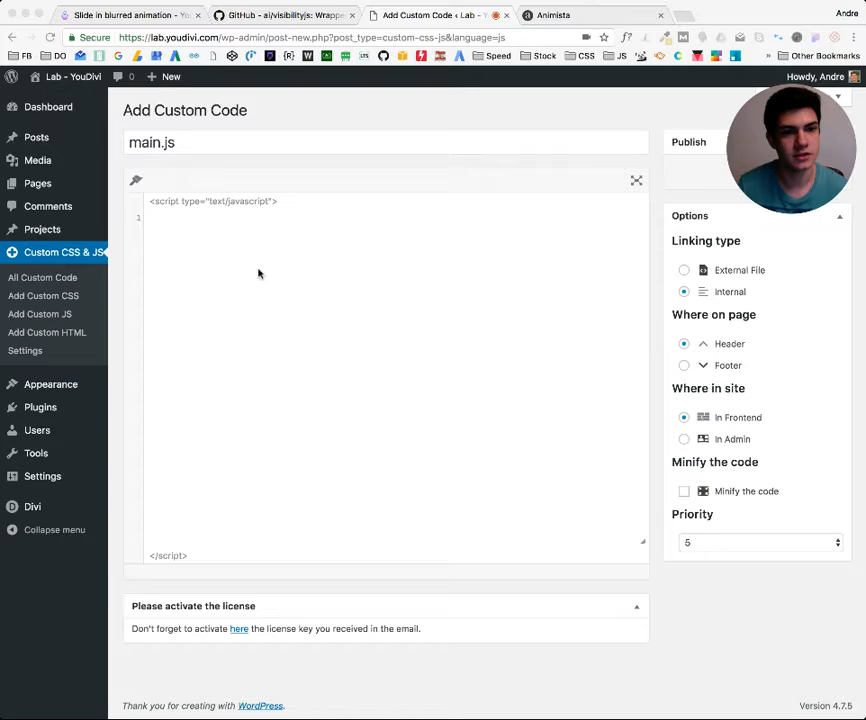 Slide in blurred animation - You
GitHub - ai/visibilityjs: Wrappe
Add Custom Code ‹ Lab - You
Animista
Andre
Secure
https://lab.youdivi.com/wp-admin/post-new.php?post_type=custom-css-js&language=js
FB
DO
Speed
Stock
CSS
JS
»
Other Bookmarks
Lab - YouDivi
0
New
Howdy, Andre
Dashboard
Posts
Media
Pages
Comments
Projects
Custom CSS & JS
All Custom Code
Add Custom CSS
Add Custom JS
Add Custom HTML
Settings
Appearance
Plugins
Users
Tools
Settings
Divi
Collapse menu
Add Custom Code
main.js
<script type="text/javascript">
1
</script>
Please activate the license
Don't forget to activate here the license key you received in the email.
Publish
Options
Linking type
External File
Internal
Where on page
Header
Footer
Where in site
In Frontend
In Admin
Minify the code
Minify the code
Priority
5
Thank you for creating with WordPress.
Version 4.7.5